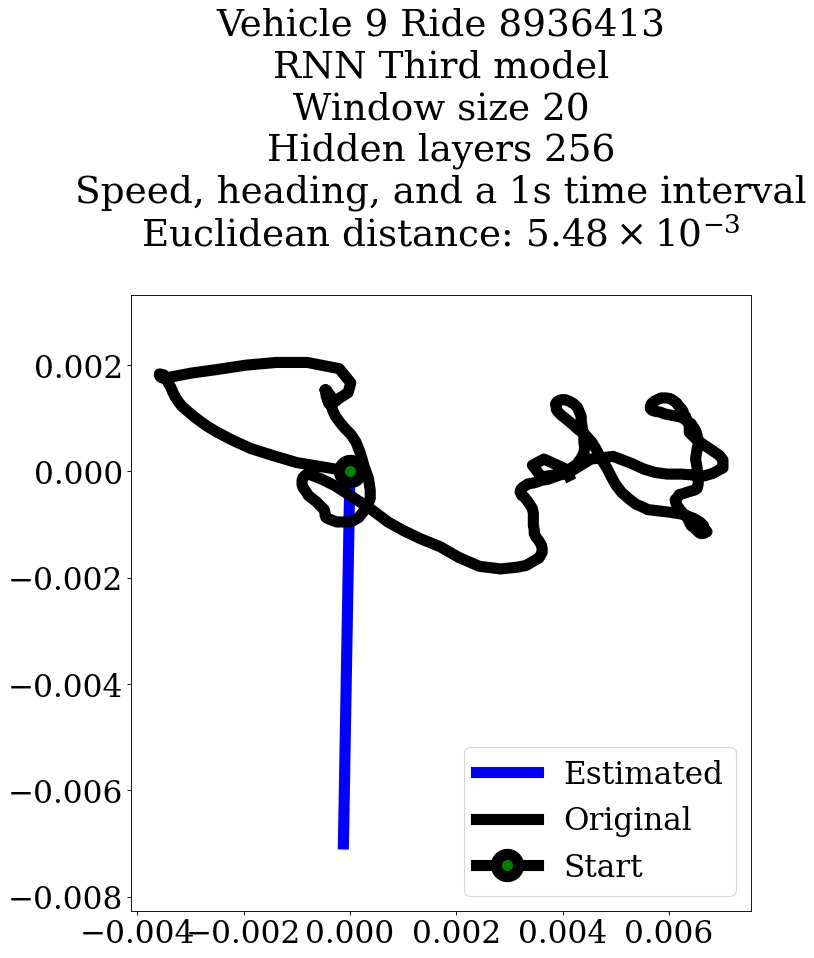 Vehicle 9 Ride 8936413
RNN Third model
Window size 20
Hidden layers 256
Speed, heading, and a 1s time interval
Euclidean distance: 5.48 × 10⁻³
0.002
0.000
−0.002
−0.004
−0.006
−0.008
Estimated
Original
Start
−0.004 −0.002 0.000 0.002 0.004 0.006